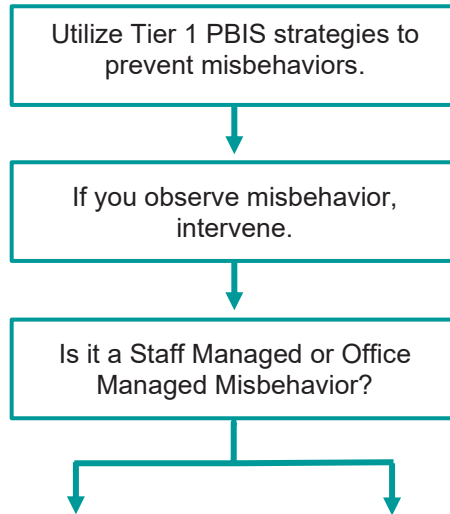 Utilize Tier 1 PBIS strategies to
prevent misbehaviors.
If you observe misbehavior,
intervene.
Is it a Staff Managed or Office
Managed Misbehavior?